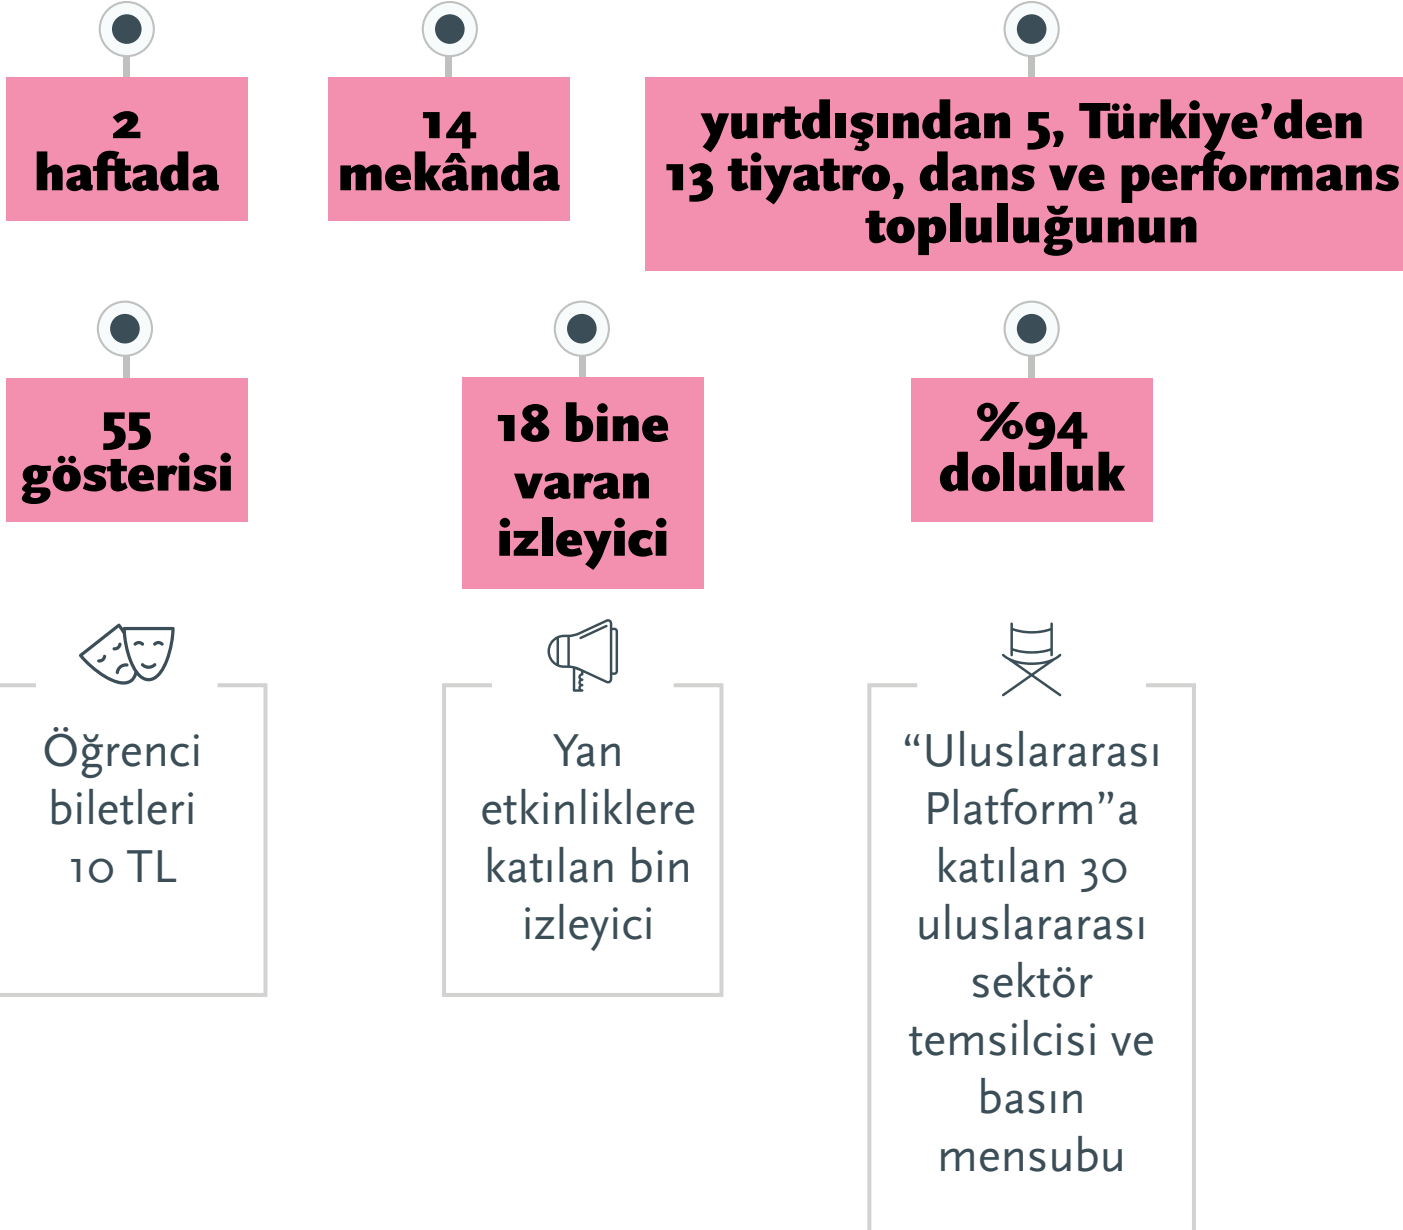 2
haftada
14
mekânda
yurtdışından 5, Türkiye’den
13 tiyatro, dans ve performans
topluluğunun
55
gösterisi
18 bine
varan
izleyici
%94
doluluk
Öğrenci
biletleri
10 TL
Yan
etkinliklere
katılan bin
izleyici
“Uluslararası
Platform”a
katılan 30
uluslararası
sektör
temsilcisi ve
basın
mensubu